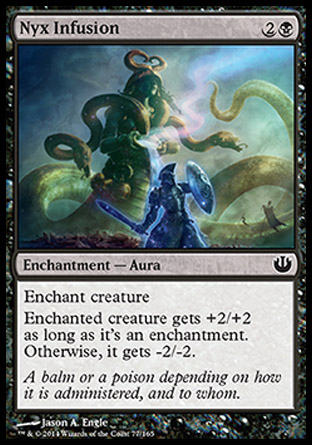 Nyx Infusion 2
Enchantment — Aura
Enchant creature
Enchanted creature gets +2/+2
as long as it's an enchantment.
Otherwise, it gets -2/-2.
A balm or a poison depending on how
it is administered, and to whom.
Jason A. Engle
™ & © 2014 Wizards of the Coast 77/165